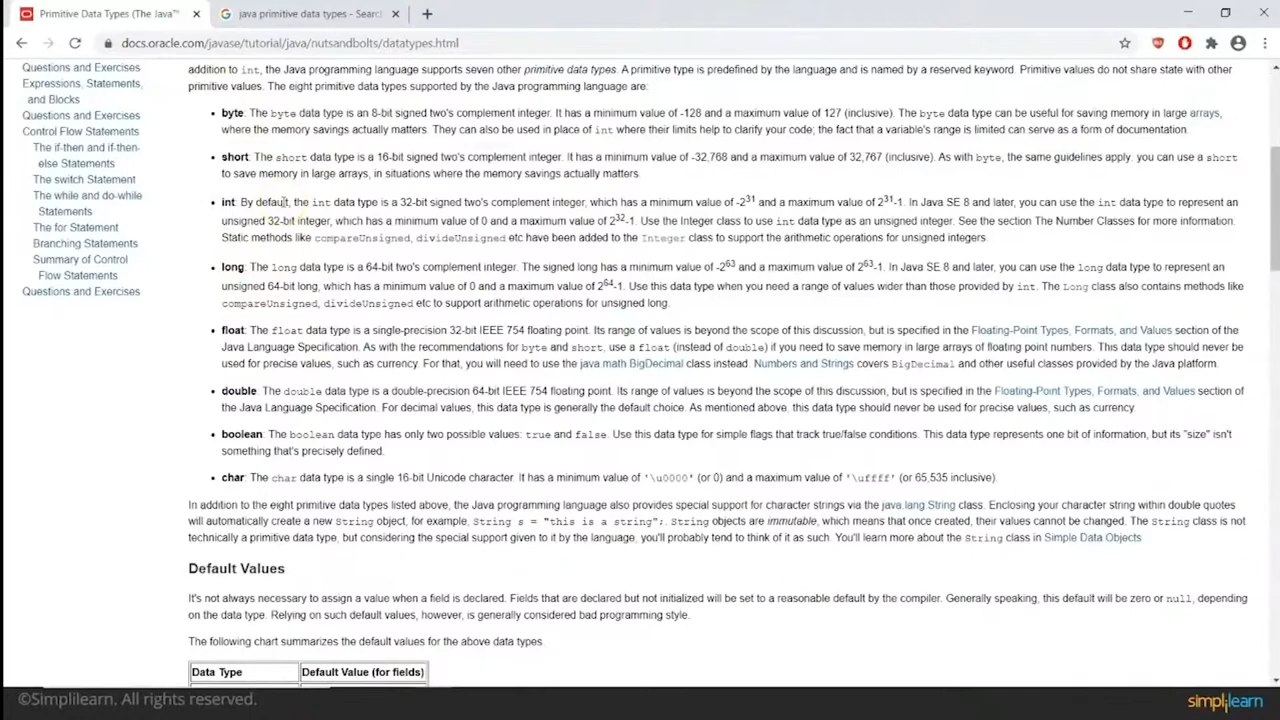 Primitive Data Types (The Java™
java primitive data types - Searc
docs.oracle.com/javase/tutorial/java/nutsandbolts/datatypes.html
Questions and Exercises
Expressions, Statements,
and Blocks
Questions and Exercises
Control Flow Statements
The if-then and if-then-
else Statements
The switch Statement
The while and do-while
Statements
The for Statement
Branching Statements
Summary of Control
Flow Statements
Questions and Exercises
addition to int, the Java programming language supports seven other primitive data types. A primitive type is predefined by the language and is named by a reserved keyword. Primitive values do not share state with other
primitive values. The eight primitive data types supported by the Java programming language are:
• byte: The byte data type is an 8-bit signed two's complement integer. It has a minimum value of -128 and a maximum value of 127 (inclusive). The byte data type can be useful for saving memory in large arrays,
where the memory savings actually matters. They can also be used in place of int where their limits help to clarify your code; the fact that a variable's range is limited can serve as a form of documentation.
• short: The short data type is a 16-bit signed two's complement integer. It has a minimum value of -32,768 and a maximum value of 32,767 (inclusive). As with byte, the same guidelines apply: you can use a short
to save memory in large arrays, in situations where the memory savings actually matters.
• int: By default, the int data type is a 32-bit signed two's complement integer, which has a minimum value of -2³¹ and a maximum value of 2³¹-1. In Java SE 8 and later, you can use the int data type to represent an
unsigned 32-bit integer, which has a minimum value of 0 and a maximum value of 2³²-1. Use the Integer class to use int data type as an unsigned integer. See the section The Number Classes for more information.
Static methods like compareUnsigned, divideUnsigned etc have been added to the Integer class to support the arithmetic operations for unsigned integers.
• long: The long data type is a 64-bit two's complement integer. The signed long has a minimum value of -2⁶³ and a maximum value of 2⁶³-1. In Java SE 8 and later, you can use the long data type to represent an
unsigned 64-bit long, which has a minimum value of 0 and a maximum value of 2⁶⁴-1. Use this data type when you need a range of values wider than those provided by int. The Long class also contains methods like
compareUnsigned, divideUnsigned etc to support arithmetic operations for unsigned long.
• float: The float data type is a single-precision 32-bit IEEE 754 floating point. Its range of values is beyond the scope of this discussion, but is specified in the Floating-Point Types, Formats, and Values section of the
Java Language Specification. As with the recommendations for byte and short, use a float (instead of double) if you need to save memory in large arrays of floating point numbers. This data type should never be
used for precise values, such as currency. For that, you will need to use the java.math.BigDecimal class instead. Numbers and Strings covers BigDecimal and other useful classes provided by the Java platform.
• double: The double data type is a double-precision 64-bit IEEE 754 floating point. Its range of values is beyond the scope of this discussion, but is specified in the Floating-Point Types, Formats, and Values section of
the Java Language Specification. For decimal values, this data type is generally the default choice. As mentioned above, this data type should never be used for precise values, such as currency.
• boolean: The boolean data type has only two possible values: true and false. Use this data type for simple flags that track true/false conditions. This data type represents one bit of information, but its "size" isn't
something that's precisely defined.
• char: The char data type is a single 16-bit Unicode character. It has a minimum value of '\u0000' (or 0) and a maximum value of '\uffff' (or 65,535 inclusive).
In addition to the eight primitive data types listed above, the Java programming language also provides special support for character strings via the java.lang.String class. Enclosing your character string within double quotes
will automatically create a new String object; for example, String s = "this is a string";. String objects are immutable, which means that once created, their values cannot be changed. The String class is not
technically a primitive data type, but considering the special support given to it by the language, you'll probably tend to think of it as such. You'll learn more about the String class in Simple Data Objects
Default Values
It's not always necessary to assign a value when a field is declared. Fields that are declared but not initialized will be set to a reasonable default by the compiler. Generally speaking, this default will be zero or null, depending
on the data type. Relying on such default values, however, is generally considered bad programming style.
The following chart summarizes the default values for the above data types.
Data Type
Default Value (for fields)
©Simplilearn. All rights reserved.
simplilearn